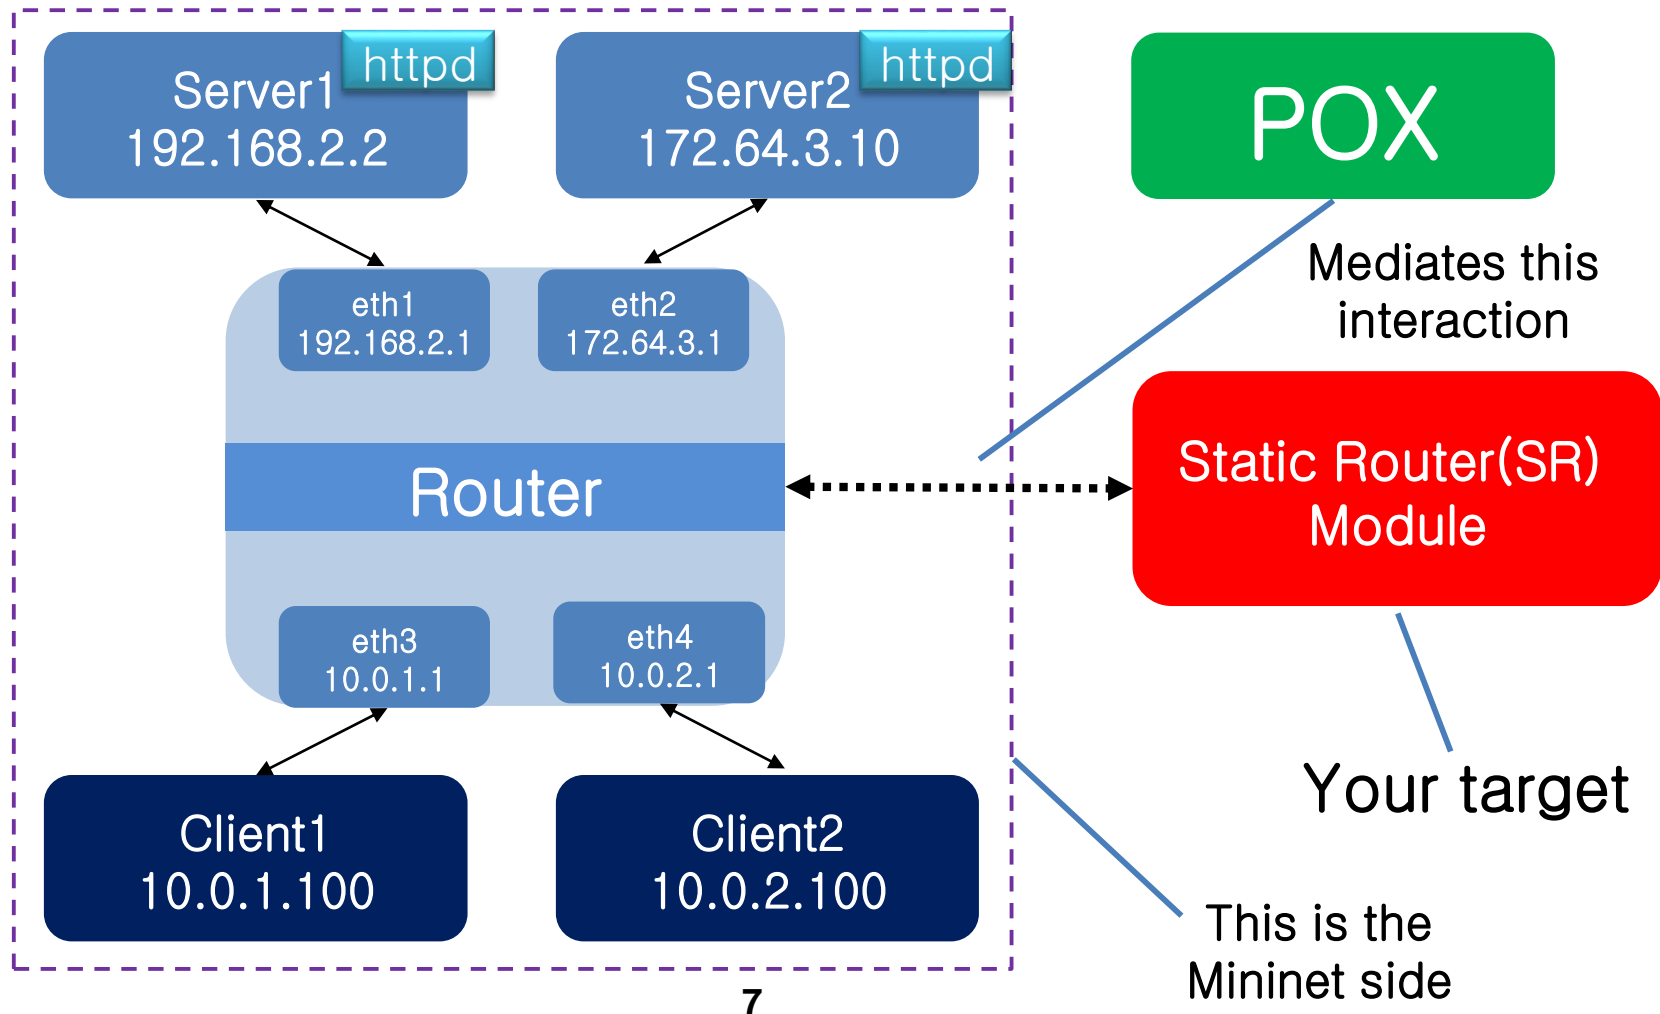 httpd
Server1
192.168.2.2
httpd
Server2
172.64.3.10
POX
Mediates this
interaction
eth1
192.168.2.1
eth2
172.64.3.1
Router
Static Router(SR)
Module
eth3
10.0.1.1
eth4
10.0.2.1
Your target
Client1
10.0.1.100
Client2
10.0.2.100
This is the
Mininet side
7